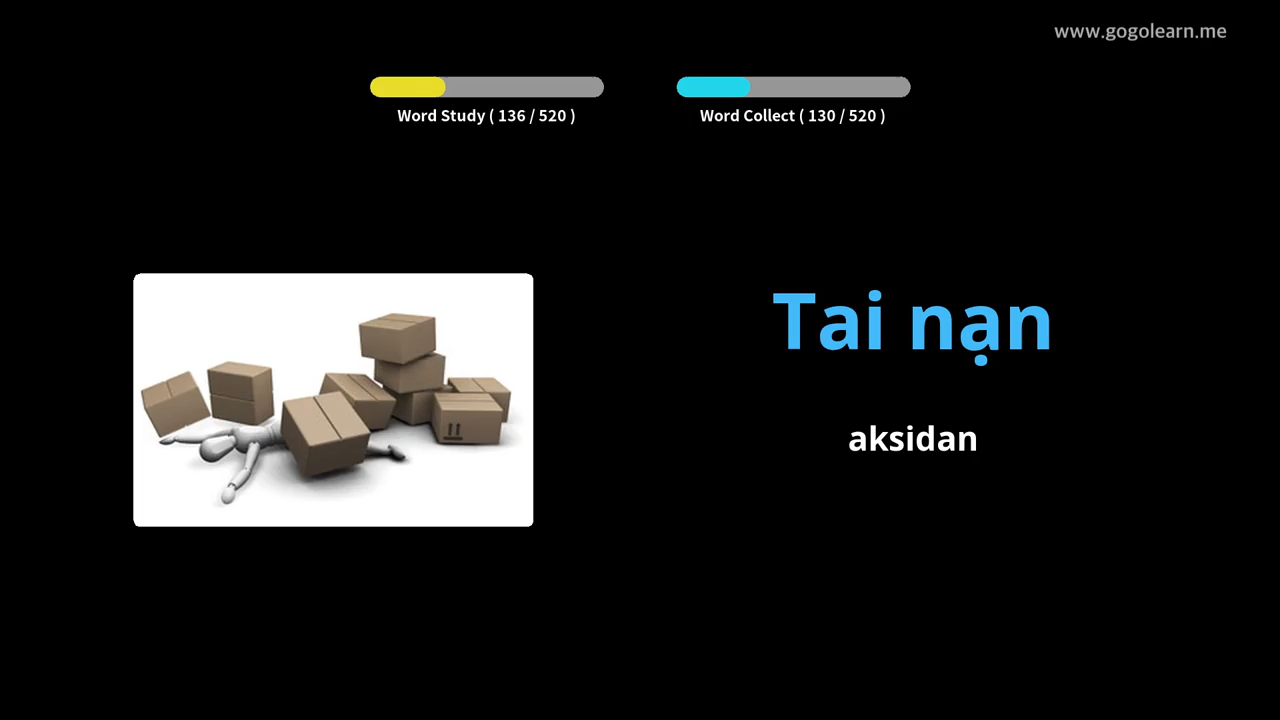 www.gogolearn.me
Word Study ( 136 / 520 )
Word Collect ( 130 / 520 )
Tai nạn
aksidan